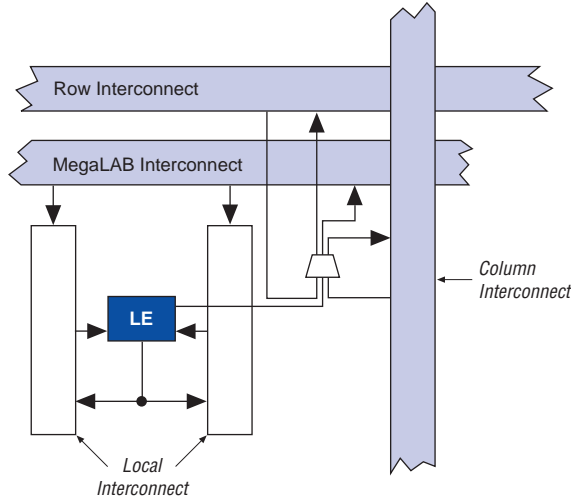 Row Interconnect
MegaLAB Interconnect
Column
Interconnect
LE
Local
Interconnect